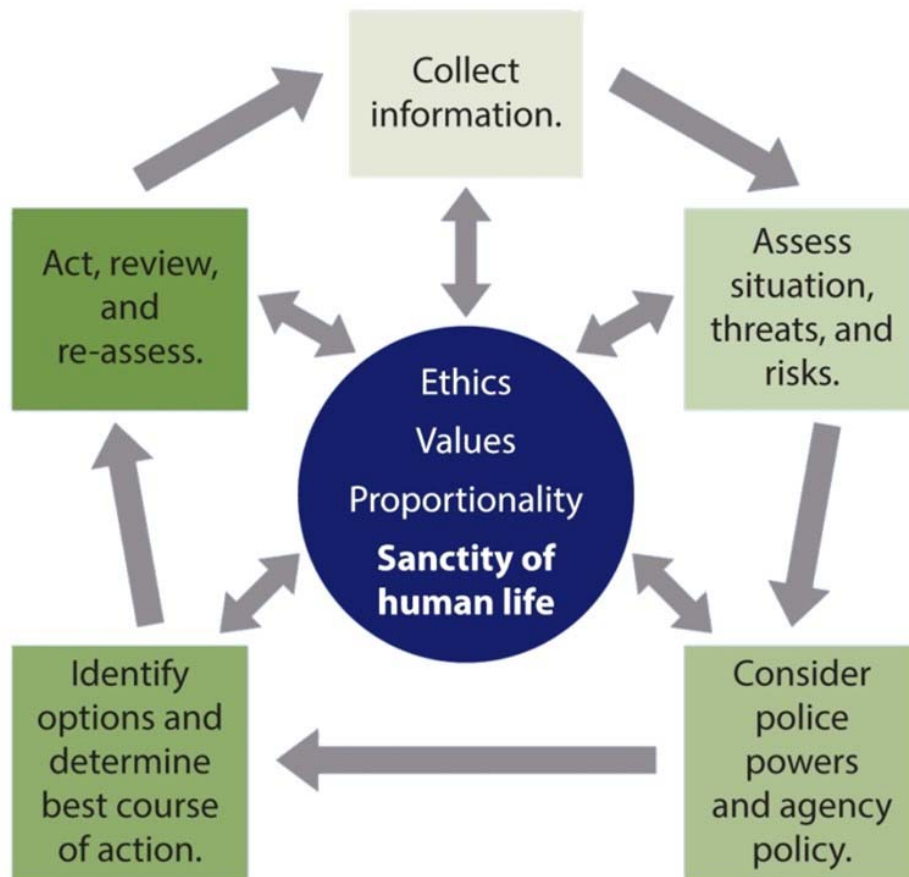 Collect
information.
Assess
situation,
threats, and
risks.
Consider
police
powers
and agency
policy.
Identify
options and
determine
best course
of action.
Act, review,
and
re-assess.
Ethics
Values
Proportionality
Sanctity of
human life